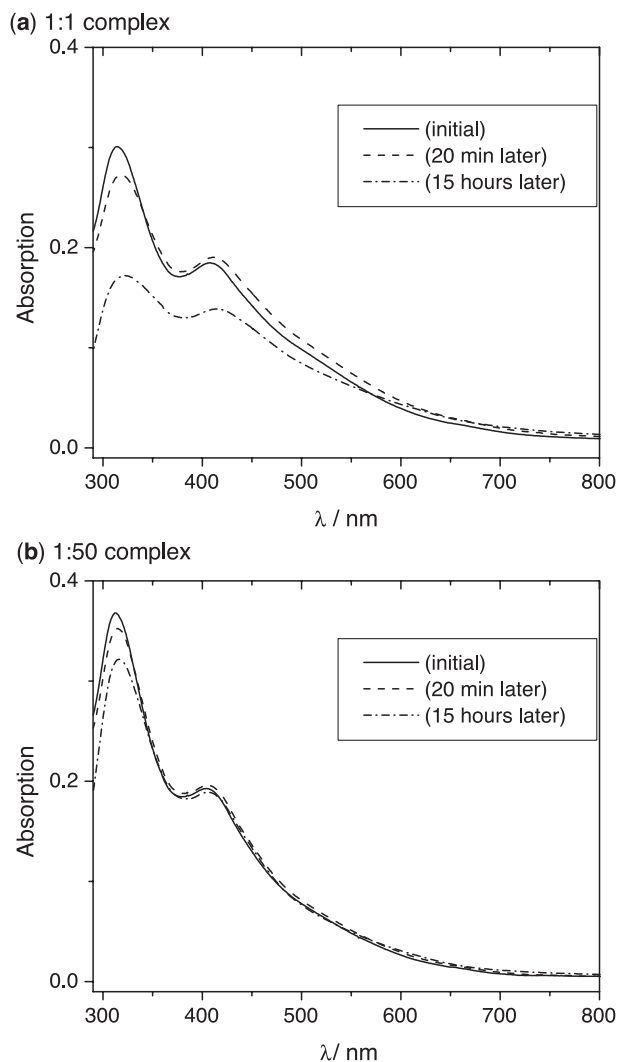 (a) 1:1 complex
0.4
0.2
0.0
Absorption
(initial)
(20 min later)
(15 hours later)
300 400 500 600 700 800
λ / nm
(b) 1:50 complex
0.4
0.2
0.0
Absorption
(initial)
(20 min later)
(15 hours later)
300 400 500 600 700 800
λ/ nm